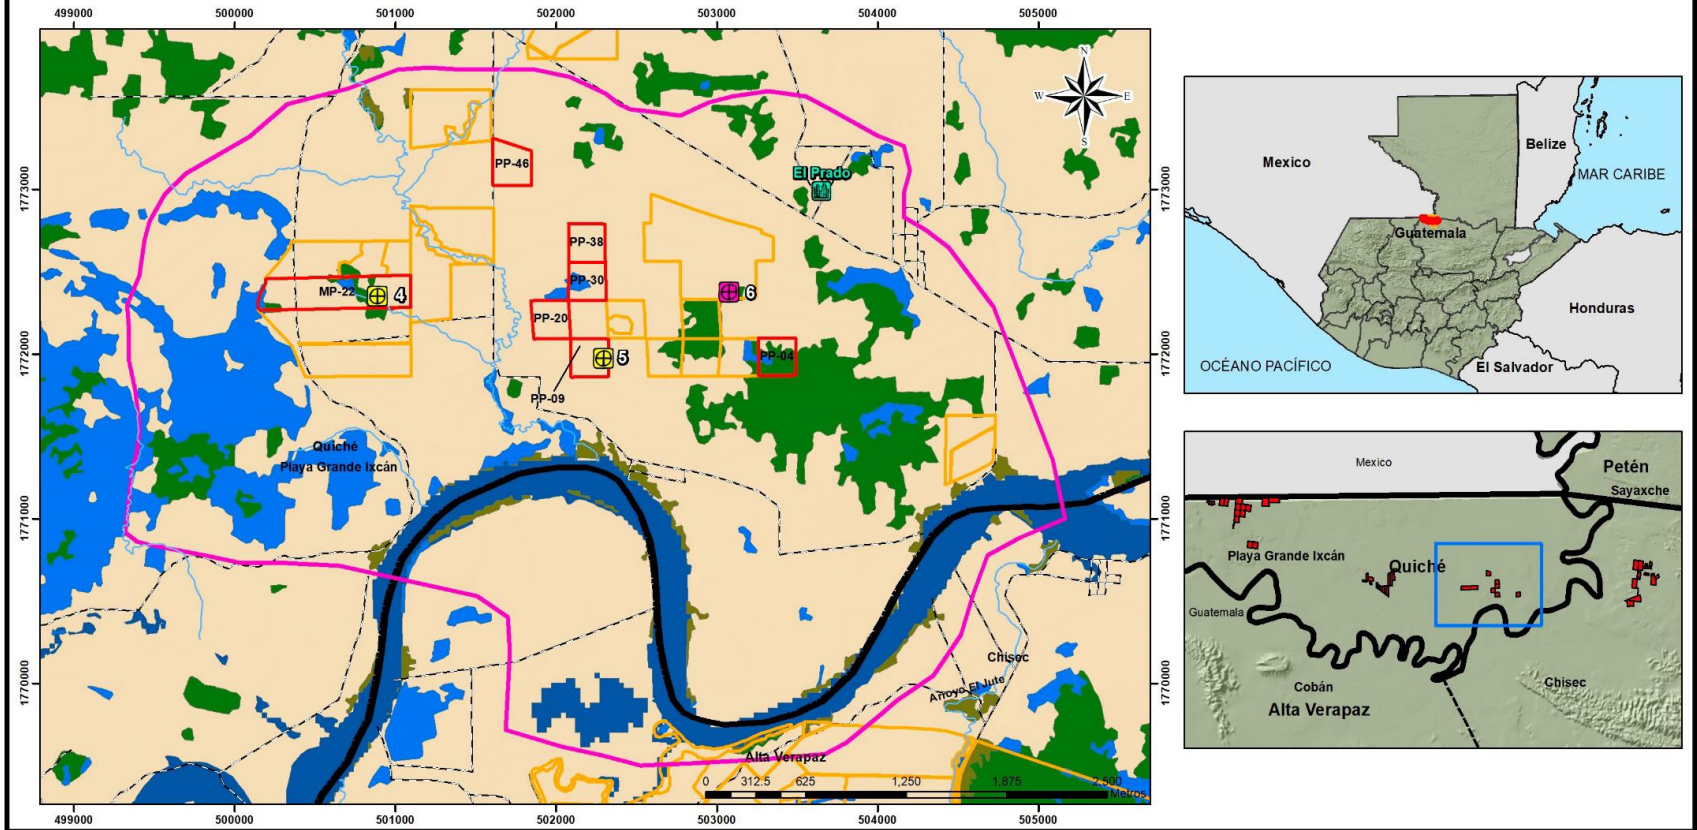 499000 500000 501000 502000 503000 504000 505000
N
W E
S
1773000
1772000
1771000
1770000
PP-46
El Prado
PP-38
PP-30
MP-22
4
6
PP-20
5
PP-04
PP-09
Quiché
Playa Grande Ixcán
Chisec
Arroyo El Jute
Alta Verapaz
0 312.5 625 1,250 1,875 2,500
Metros
1773000
1772000
1771000
1770000
499000 500000 501000 502000 503000 504000 505000
Mexico
Belize
MAR CARIBE
Guatemala
Honduras
OCÉANO PACÍFICO
El Salvador
Mexico
Petén
Sayaxche
Playa Grande Ixcán
Quiché
Guatemala
Cobán
Chisec
Alta Verapaz